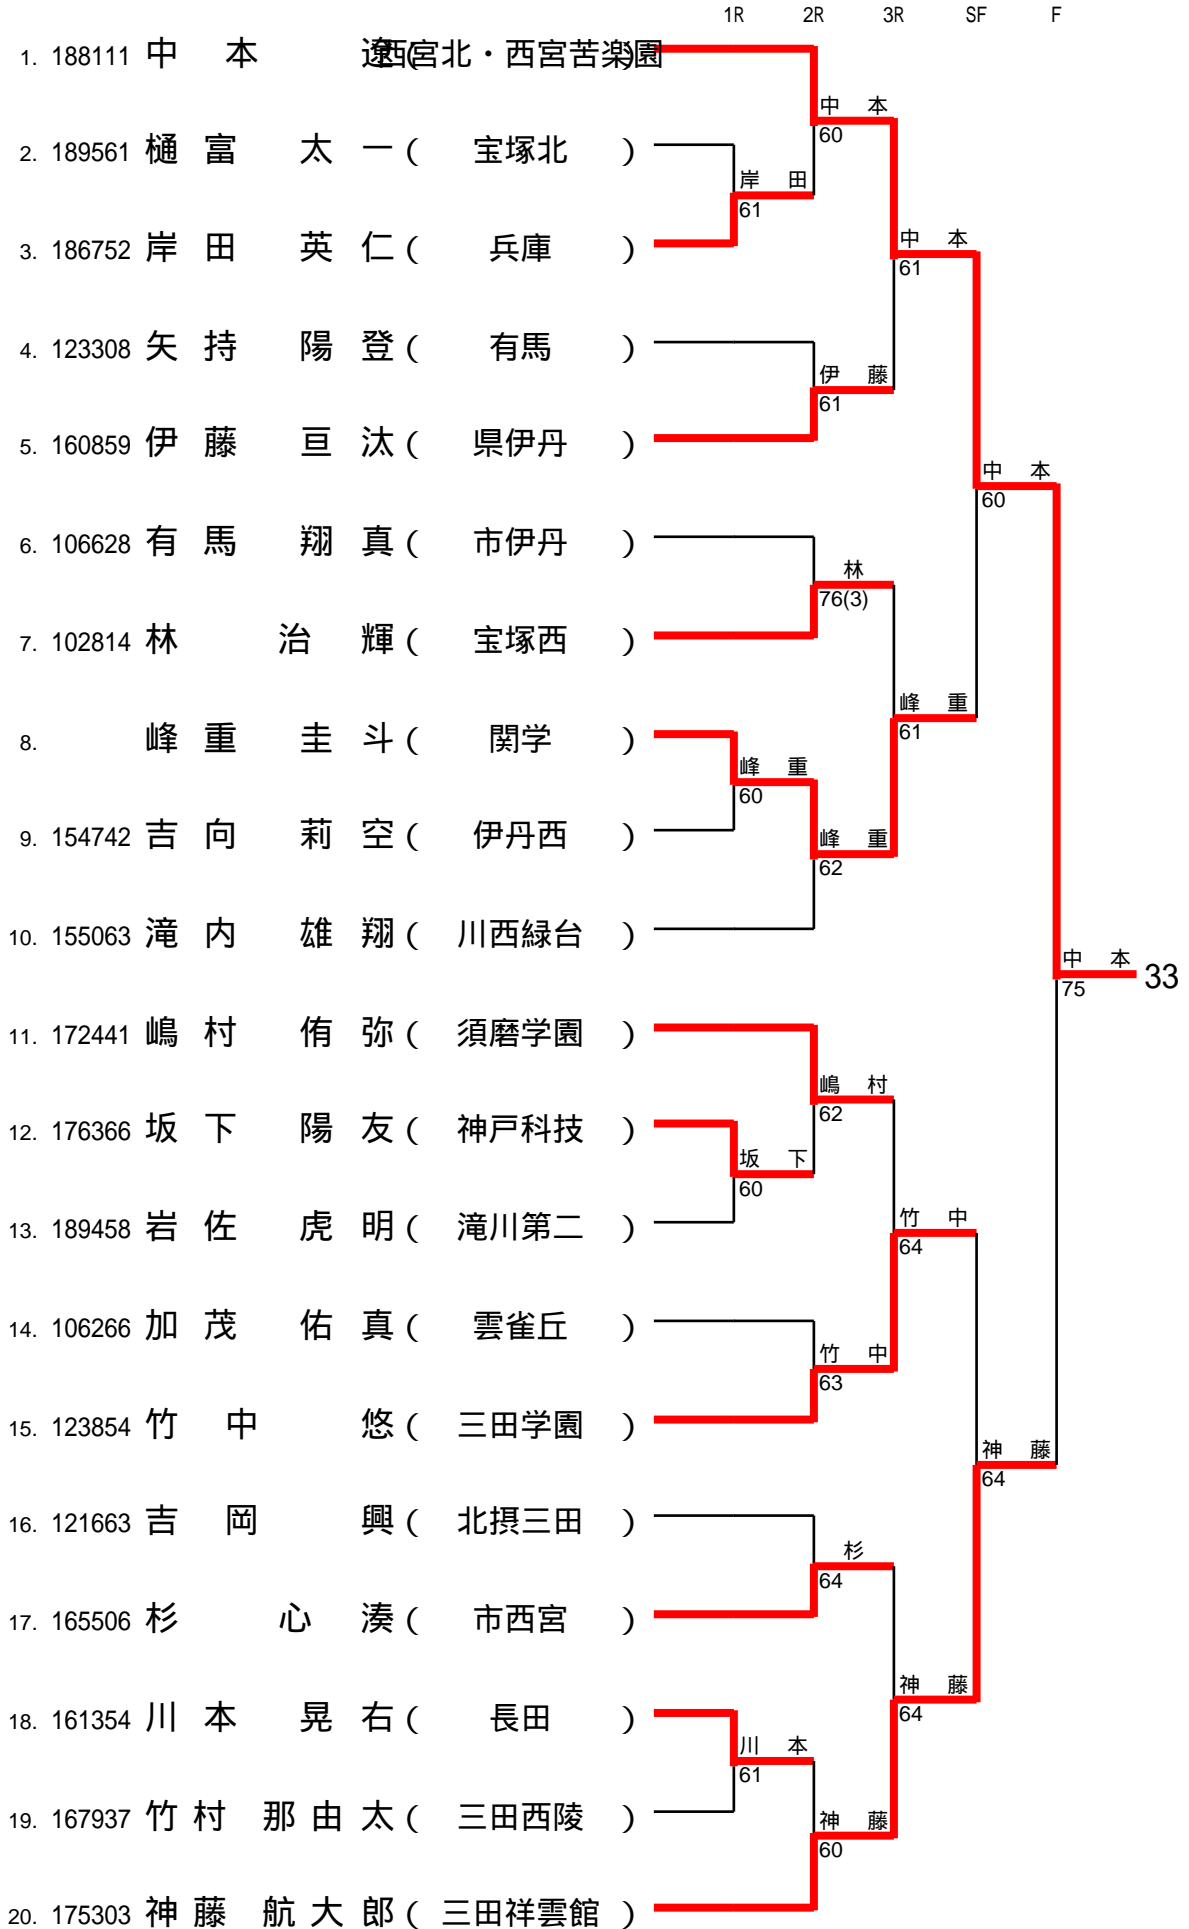 1R 2R 3R SF F
1. 188111 中本 遼(西宮北・西宮苦楽園)
中本
60
2. 189561 樋富 太一 ( 宝塚北 )
岸田
61
3. 186752 岸田 英仁 ( 兵庫 )
中本
61
4. 123308 矢持 陽登 ( 有馬 )
伊藤
61
5. 160859 伊藤 亘汰 ( 県伊丹 )
中本
60
6. 106628 有馬 翔真 ( 市伊丹 )
林
76(3)
7. 102814 林 治輝 ( 宝塚西 )
峰重
61
8. 峰重 圭斗 ( 関学 )
峰重
60
9. 154742 吉向 莉空 ( 伊丹西 )
峰重
62
10. 155063 滝内 雄翔 ( 川西緑台 )
中本
75
33
11. 172441 嶋村 侑弥 ( 須磨学園 )
嶋村
62
12. 176366 坂下 陽友 ( 神戸科技 )
坂下
60
13. 189458 岩佐 虎明 ( 滝川第二 )
竹中
64
14. 106266 加茂 佑真 ( 雲雀丘 )
竹中
63
15. 123854 竹中 悠 ( 三田学園 )
神藤
64
16. 121663 吉岡 興 ( 北摂三田 )
杉
64
17. 165506 杉 心湊 ( 市西宮 )
神藤
64
18. 161354 川本 晃右 ( 長田 )
川本
61
19. 167937 竹村 那由太 ( 三田西陵 )
神藤
60
20. 175303 神藤 航大郎 ( 三田祥雲館 )